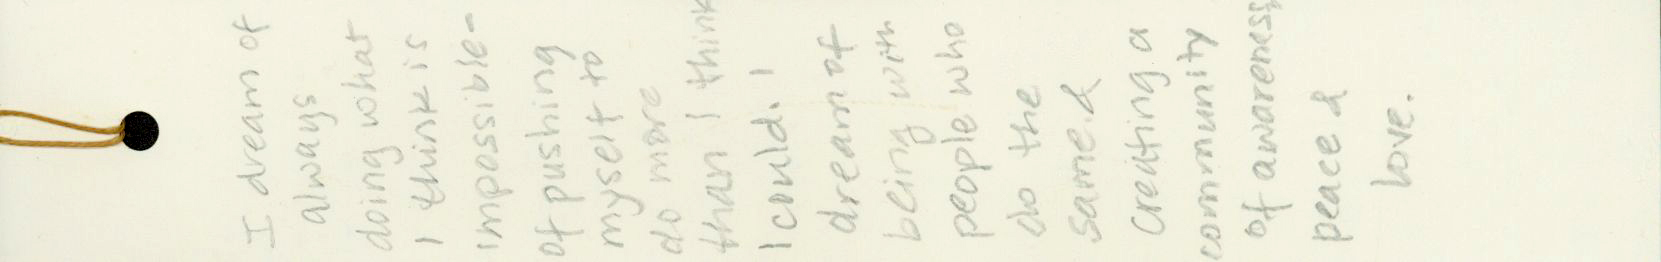 I dream of
always
doing what
I think is
impossible-
of pushing
myself to
do more
than I think
I could. I
dream of
being with
people who
do the
same &
creating a
community
of awareness,
peace &
love.